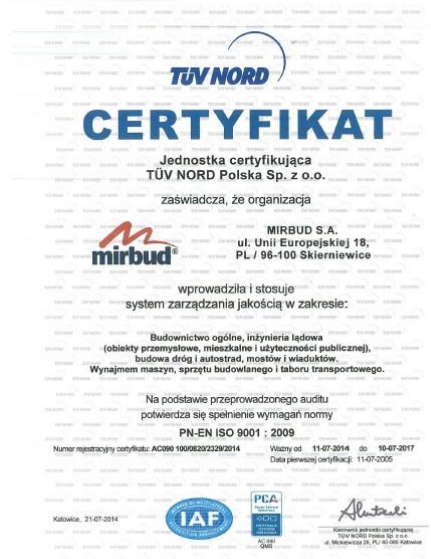 TÜV NORD
CERTYFIKAT
Jednostka certyfikująca
TÜV NORD Polska Sp. z o.o.
zaświadcza, że organizacja
mirbud®
MIRBUD S.A.
ul. Unii Europejskiej 18,
PL / 96-100 Skierniewice
wprowadziła i stosuje
system zarządzania jakością w zakresie:
Budownictwo ogólne, inżynieria lądowa
(obiekty przemysłowe, mieszkalne i użyteczności publicznej),
budowa dróg i autostrad, mostów i wiaduktów.
Wynajmem maszyn, sprzętu budowlanego i taboru transportowego.
Na podstawie przeprowadzonego auditu
potwierdza się spełnienie wymagań normy
PN-EN ISO 9001 : 2009
Numer rejestracyjny certyfikatu: AC090 100/0820/2329/2014
Ważny od 11-07-2014 do 10-07-2017
Data pierwszej certyfikacji: 11-07-2005
Katowice, 21-07-2014
IAF
PCA
AC 090
QMS
Kierownik jednostki certyfikującej
TÜV NORD Polska Sp. z o.o.
ul. Mickiewicza 29, PL/ 40-085 Katowice